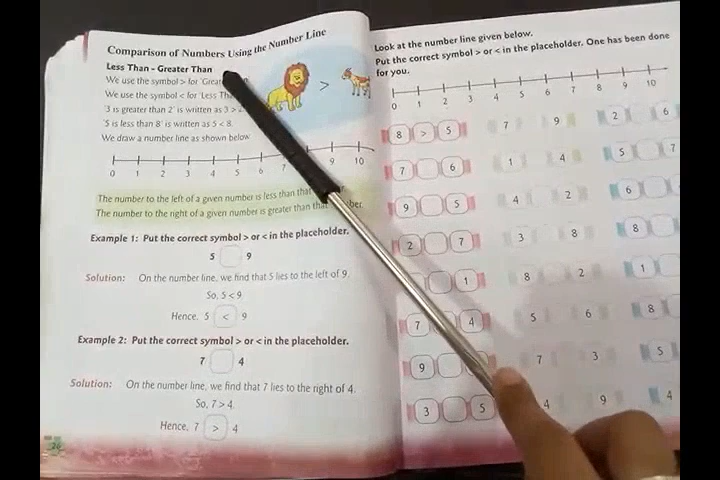 Comparison of Numbers Using the Number Line
Less Than - Greater Than
We use the symbol > for 'Great
We use the symbol < for 'Less Th
'3 is greater than 2' is written as 3 >
'5 is less than 8' is written as 5 < 8.
We draw a number line as shown below
>
0 1 2 3 4 5 6 7 9 10
The number to the left of a given number is less than that
The number to the right of a given number is greater than that ber.
Example 1: Put the correct symbol > or < in the placeholder.
5 9
Solution: On the number line, we find that 5 lies to the left of 9.
So, 5 < 9
Hence, 5 < 9
Example 2: Put the correct symbol > or < in the placeholder.
7 4
Solution: On the number line, we find that 7 lies to the right of 4.
So, 7 > 4
Hence, 7 > 4
26
Look at the number line given below.
Put the correct symbol > or < in the placeholder. One has been done
for you.
0 1 2 3 4 5 6 7 8 9 10
8 > 5 7 9 2 6
7 6 1 4 5 7
9 5 4 2 6
2 7 3 8 8
1 8 2 1
7 4 5 6 8
9 7 3 5
3 5 4 9 4